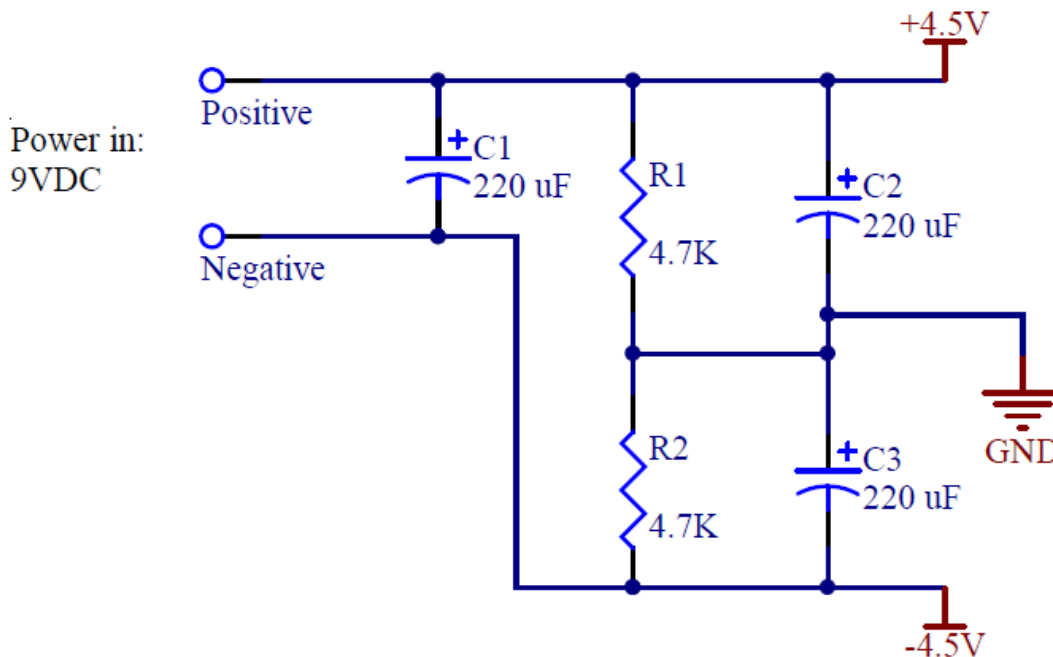 +4.5V
Positive
Power in:
9VDC
+ C1
220 uF
R1
4.7K
+ C2
220 uF
Negative
GND
R2
4.7K
+ C3
220 uF
-4.5V